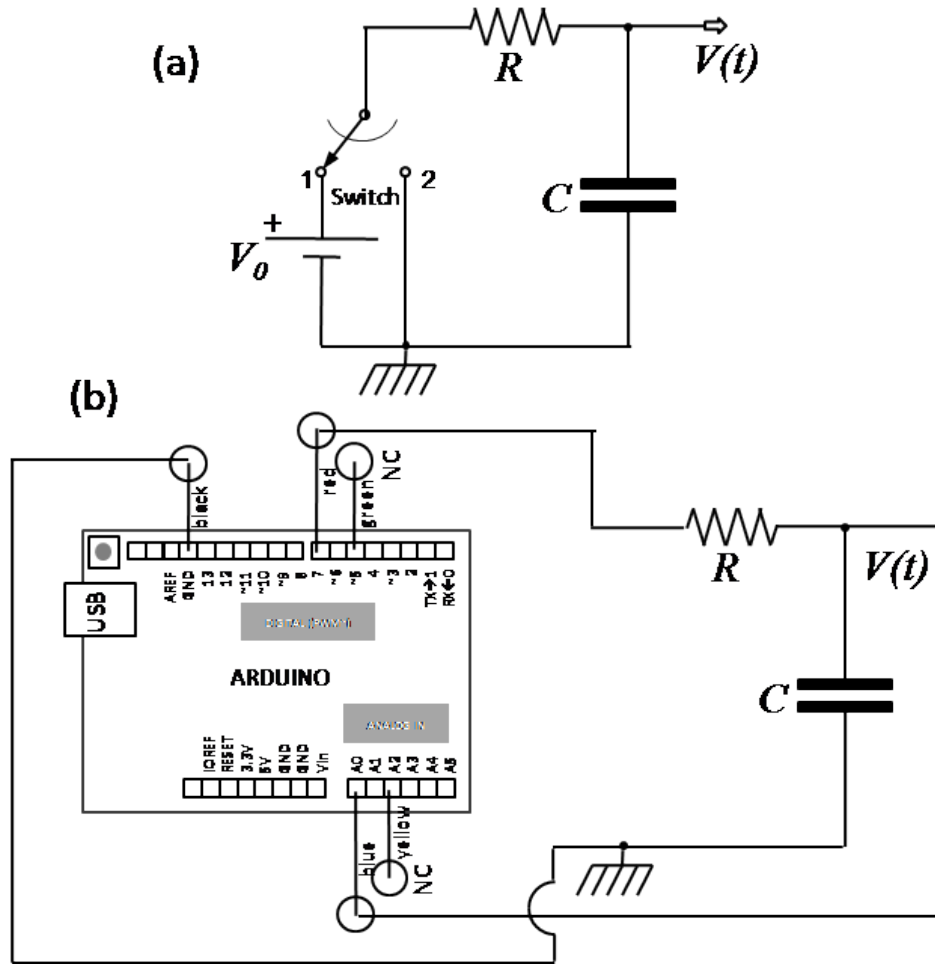 (a)
R
V(t)
1
Switch
2
C
+
V0
(b)
black
red
green
NC
AREF
GND
13
12
~11
~10
~9
8
7
~6
~5
4
~3
2
TX→1
RX←0
USB
R
V(t)
ARDUINO
C
ANALOG IN
IOREF
RESET
3.3V
5V
GND
GND
Vin
A0
A1
A2
A3
A4
A5
blue
yellow
NC